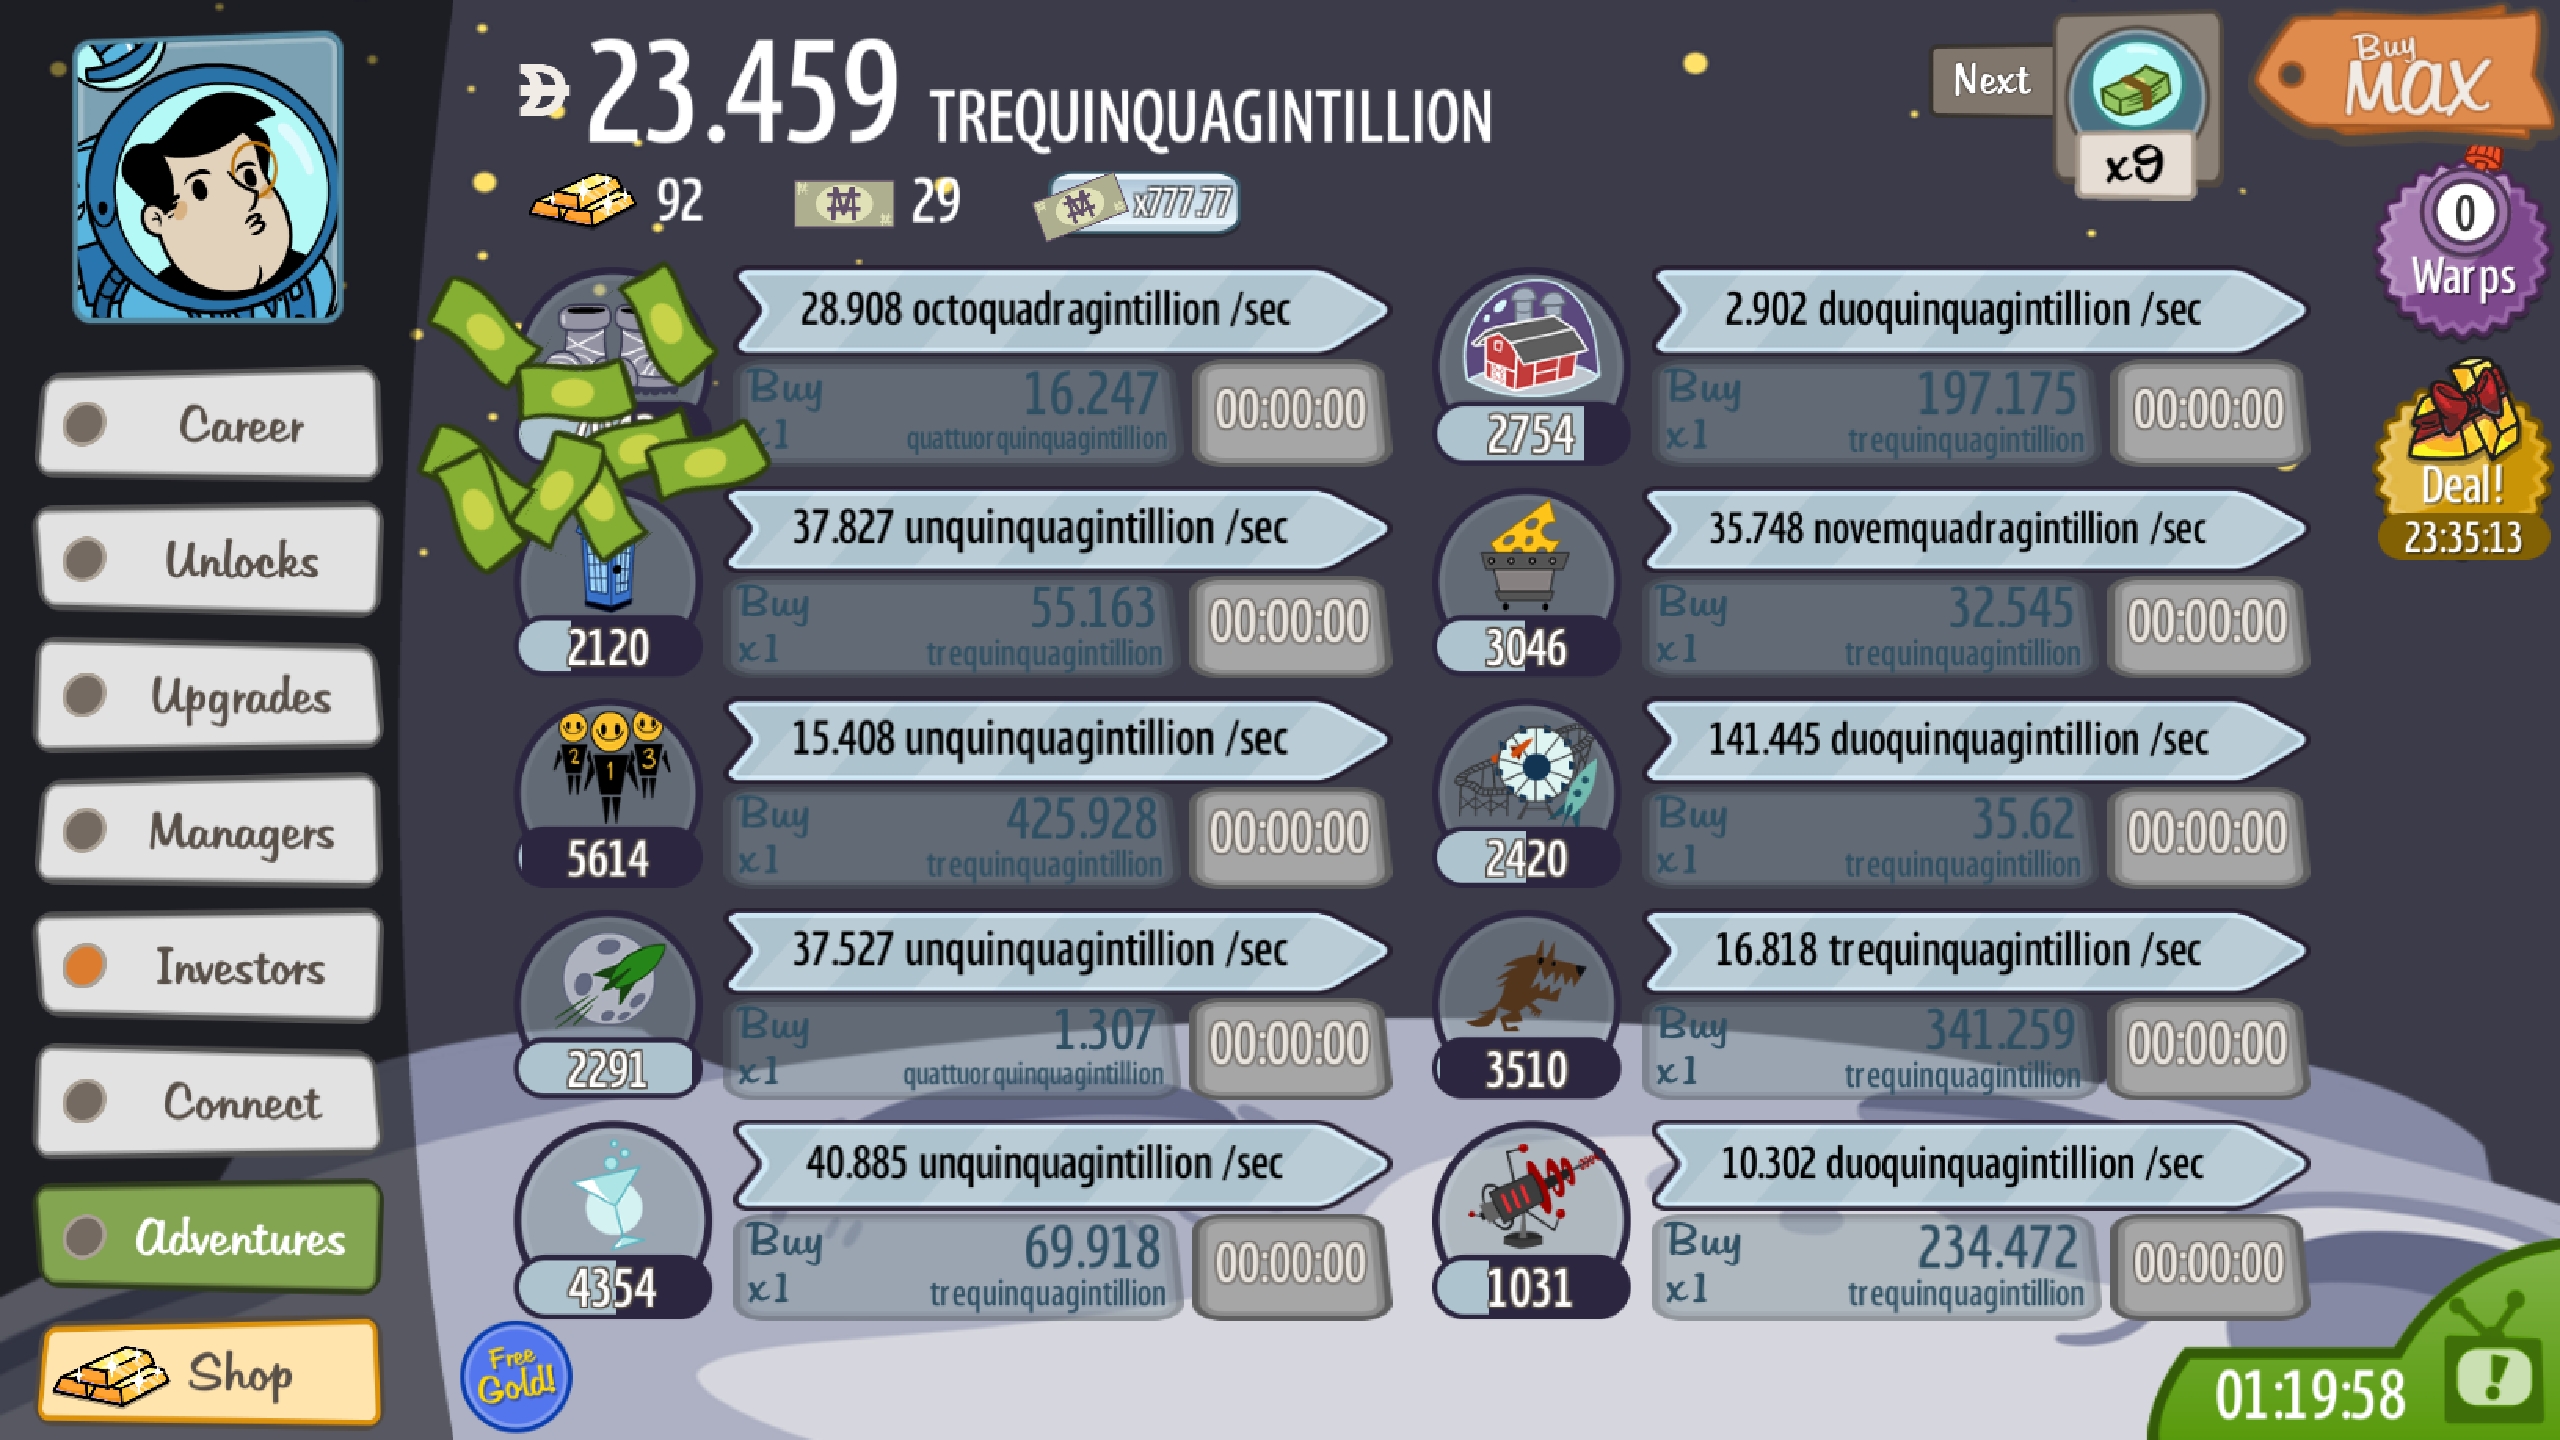 23.459 TREQUINQUAGINTILLION
92
29
x777.77
Next
x9
Buy
MAX
0
Warps
Deal!
23:35:13
Career
Unlocks
Upgrades
Managers
Investors
Connect
Adventures
Shop
28.908 octoquadragintillion /sec
Buy
x1
16.247
quattuorquinquagintillion
00:00:00
2.902 duoquinquagintillion /sec
2754
Buy
x1
197.175
trequinquagintillion
00:00:00
37.827 unquinquagintillion /sec
2120
Buy
x1
55.163
trequinquagintillion
00:00:00
35.748 novemquadragintillion /sec
3046
Buy
x1
32.545
trequinquagintillion
00:00:00
15.408 unquinquagintillion /sec
2 1 3
5614
Buy
x1
425.928
trequinquagintillion
00:00:00
141.445 duoquinquagintillion /sec
2420
Buy
x1
35.62
trequinquagintillion
00:00:00
37.527 unquinquagintillion /sec
2291
Buy
x1
1.307
quattuorquinquagintillion
00:00:00
16.818 trequinquagintillion /sec
3510
Buy
x1
341.259
trequinquagintillion
00:00:00
40.885 unquinquagintillion /sec
4354
Buy
x1
69.918
trequinquagintillion
00:00:00
10.302 duoquinquagintillion /sec
1031
Buy
x1
234.472
trequinquagintillion
00:00:00
Free
Gold!
01:19:58
!